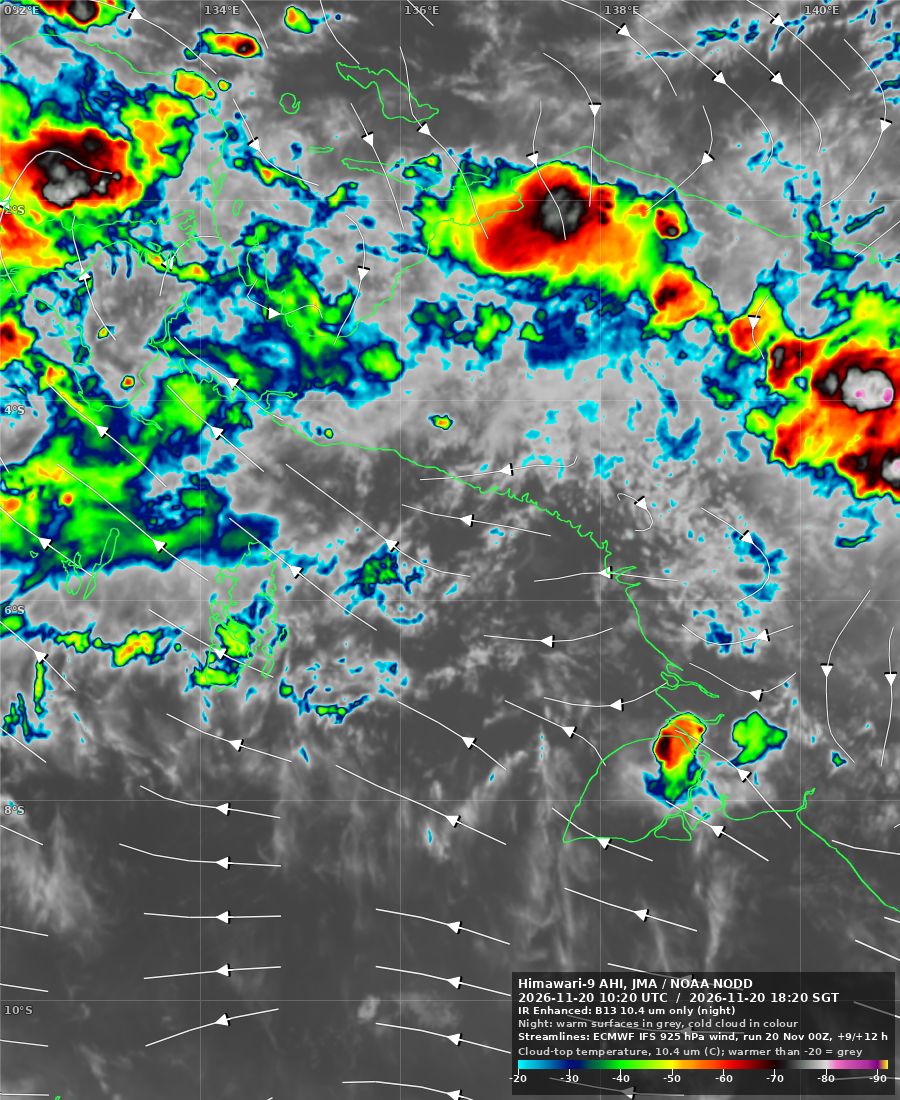 092°E
134°E
136°E
138°E
140°E
2°S
4°S
6°S
8°S
10°S
Himawari-9 AHI, JMA / NOAA NODD
2026-11-20 10:20 UTC / 2026-11-20 18:20 SGT
IR Enhanced: B13 10.4 um only (night)
Night: warm surfaces in grey, cold cloud in colour
Streamlines: ECMWF IFS 925 hPa wind, run 20 Nov 00Z, +9/+12 h
Cloud-top temperature, 10.4 um (C); warmer than -20 = grey
-20 -30 -40 -50 -60 -70 -80 -90